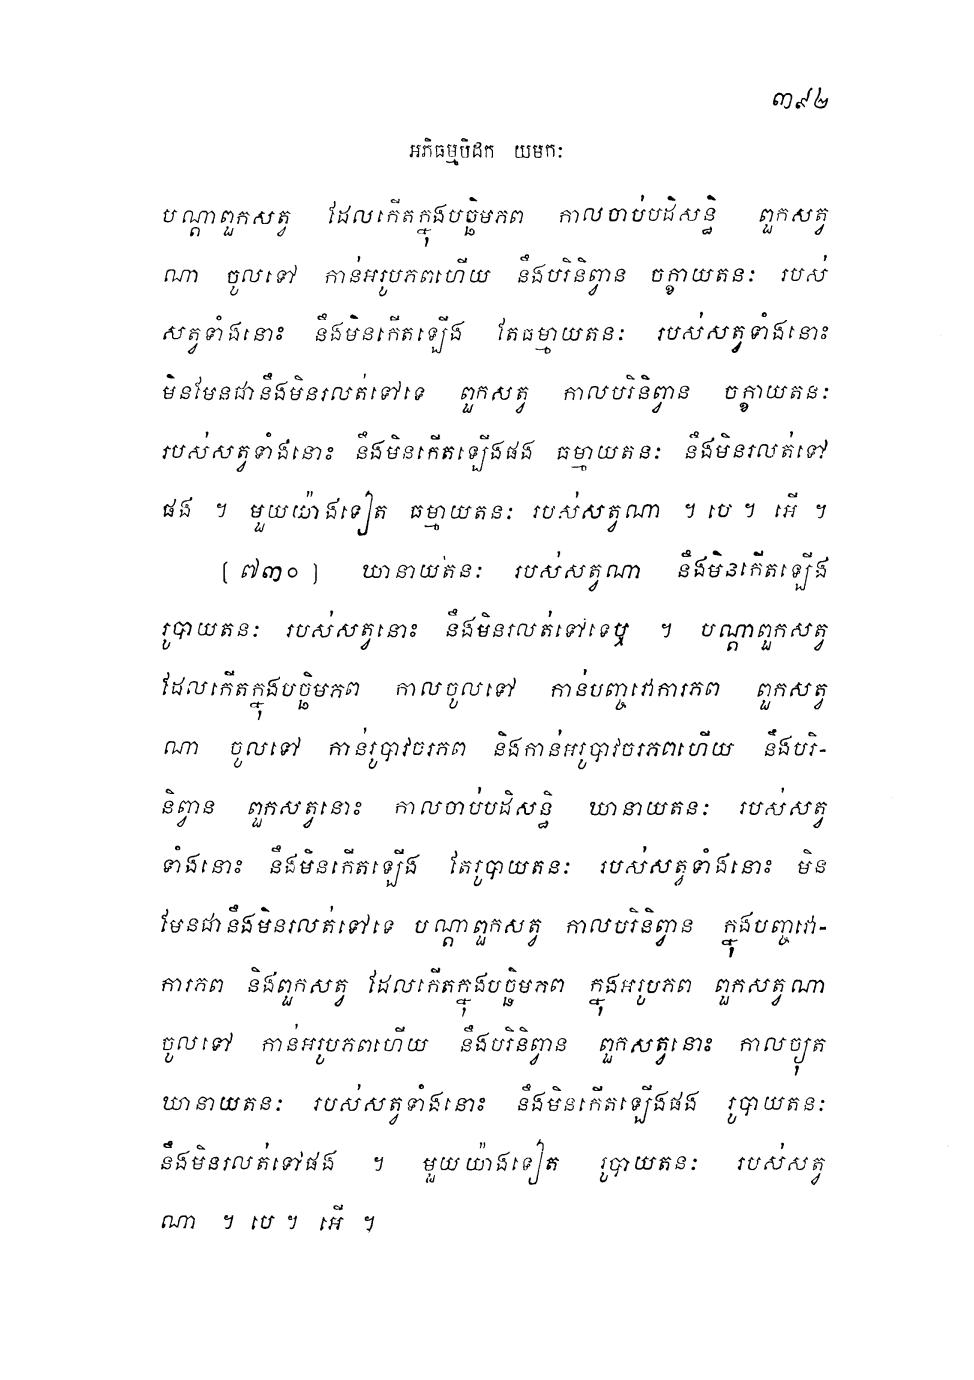 ៣៩២
អភិធម្មបិដក យមកៈ
បណ្តាពួកសត្វ ដែលកើតក្នុងបច្ឆិមភព កាលចាប់បដិសន្ធិ ពួកសត្វ
ណា ចូលទៅ កាន់អរូបភពហើយ នឹងបរិនិព្វាន ចក្ខាយតនៈ របស់
សត្វទាំងនោះ នឹងមិនកើតឡើង តែធម្មាយតនៈ របស់សត្វទាំងនោះ
មិនមែនជានឹងមិនរលត់ទៅទេ ពួកសត្វ កាលបរិនិព្វាន ចក្ខាយតនៈ
របស់សត្វទាំងនោះ នឹងមិនកើតឡើងផង ធម្មាយតនៈ នឹងមិនរលត់ទៅ
ផង ។ មួយយ៉ាងទៀត ធម្មាយតនៈ របស់សត្វណា ។ បេ ។ អើ ។
(៧៣០) ឃានាយតនៈ របស់សត្វណា នឹងមិនកើតឡើង
រូបាយតនៈ របស់សត្វនោះ នឹងមិនរលត់ទៅទេឬ ។ បណ្តាពួកសត្វ
ដែលកើតក្នុងបច្ឆិមភព កាលចូលទៅ កាន់បញ្ចវោការភព ពួកសត្វ
ណា ចូលទៅ កាន់រូបាវចរភព និងកាន់អរូបាវចរភពហើយ នឹងបរិ-
និព្វាន ពួកសត្វនោះ កាលចាប់បដិសន្ធិ ឃានាយតនៈ របស់សត្វ
ទាំងនោះ នឹងមិនកើតឡើង តែរូបាយតនៈ របស់សត្វទាំងនោះ មិន
មែនជានឹងមិនរលត់ទៅទេ បណ្តាពួកសត្វ កាលបរិនិព្វាន ក្នុងបញ្ចវោ-
ការភព និងពួកសត្វ ដែលកើតក្នុងបច្ឆិមភព ក្នុងអរូបភព ពួកសត្វណា
ចូលទៅ កាន់អរូបភពហើយ នឹងបរិនិព្វាន ពួកសត្វនោះ កាលច្យុត
ឃានាយតនៈ របស់សត្វទាំងនោះ នឹងមិនកើតឡើងផង រូបាយតនៈ
នឹងមិនរលត់ទៅផង ។ មួយយ៉ាងទៀត រូបាយតនៈ របស់សត្វ
ណា ។ បេ ។ អើ ។